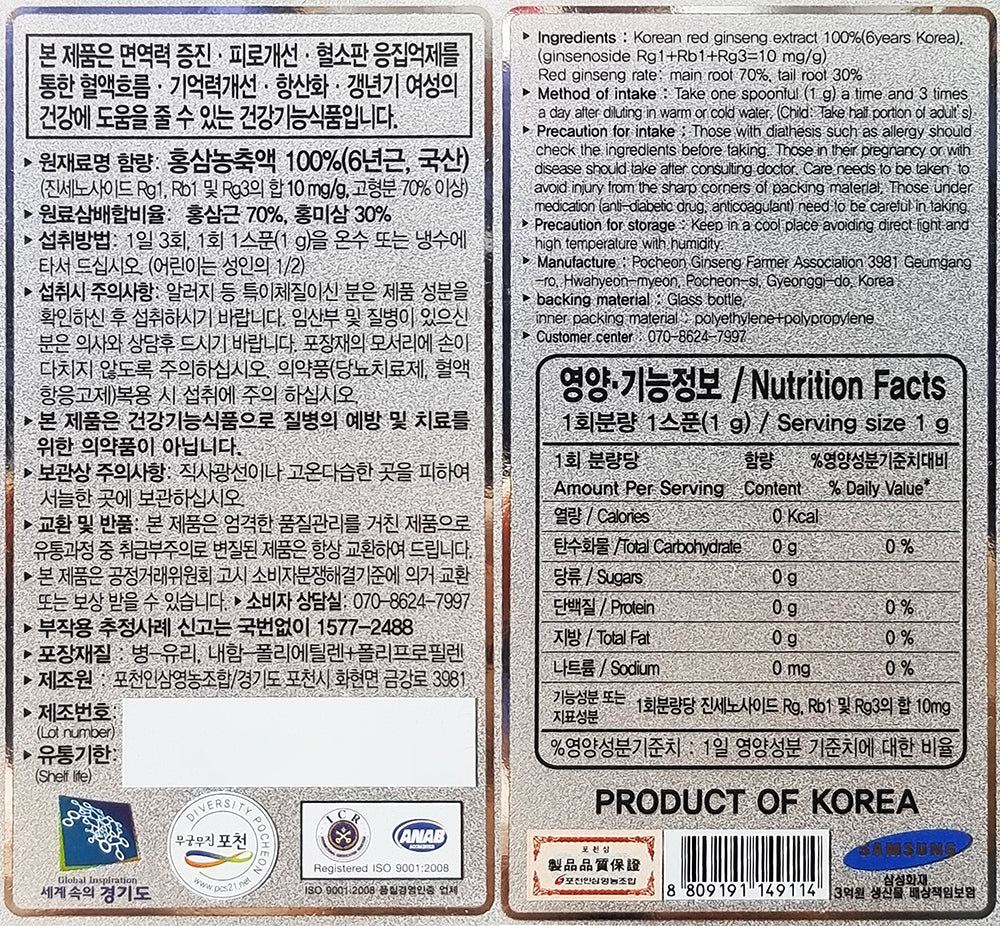 본 제품은 면역력 증진 · 피로개선 · 혈소판 응집억제를
통한 혈액흐름 · 기억력개선 · 항산화 · 갱년기 여성의
건강에 도움을 줄 수 있는 건강기능식품입니다.
▶ 원재료명 함량: 홍삼농축액 100%(6년근, 국산)
(진세노사이드 Rg1, Rb1 및 Rg3의 합 10 mg/g, 고형분 70% 이상)
▶ 원료삼배합비율: 홍삼근 70%, 홍미삼 30%
▶ 섭취방법: 1일 3회, 1회 1스푼(1 g)을 온수 또는 냉수에
타서 드십시오. (어린이는 성인의 1/2)
▶ 섭취시 주의사항: 알러지 등 특이체질이신 분은 제품 성분을
확인하신 후 섭취하시기 바랍니다. 임산부 및 질병이 있으신
분은 의사와 상담후 드시기 바랍니다. 포장재의 모서리에 손이
다치지 않도록 주의하십시오. 의약품(당뇨치료제, 혈액
항응고제)복용 시 섭취에 주의 하십시오.
▶ 본 제품은 건강기능식품으로 질병의 예방 및 치료를
위한 의약품이 아닙니다.
▶ 보관상 주의사항: 직사광선이나 고온다습한 곳을 피하여
서늘한 곳에 보관하십시오.
▶ 교환 및 반품: 본 제품은 엄격한 품질관리를 거친 제품으로
유통과정 중 취급부주의로 변질된 제품은 항상 교환하여 드립니다.
▶ 본 제품은 공정거래위원회 고시 소비자분쟁해결기준에 의거 교환
또는 보상 받을 수 있습니다. ▶ 소비자 상담실: 070-8624-7997
▶ 부작용 추정사례 신고는 국번없이 1577-2488
▶ 포장재질 : 병-유리, 내함-폴리에틸렌+폴리프로필렌
▶ 제조원 : 포천인삼영농조합/경기도 포천시 화현면 금강로 3981
▶ 제조번호:
(Lot number)
▶ 유통기한:
(Shelf life)
Global Inspiration
세계 속의 경기도
DIVERSITY POCHEON
무궁무진 포천
www.pcs21.net
ICR
ANAB
ACCREDITED
Registered ISO 9001:2008
ISO 9001:2008 품질경영인증 업체
▶ Ingredients : Korean red ginseng extract 100%(6years Korea),
(ginsenoside Rg1+Rb1+Rg3=10 mg/g)
Red ginseng rate: main root 70%, tail root 30%
▶ Method of intake : Take one spoonful (1 g) a time and 3 times
a day after diluting in warm or cold water. (Child: Take half portion of adult's)
▶ Precaution for intake : Those with diathesis such as allergy should
check the ingredients before taking. Those in their pregnancy or with
disease should take after consulting doctor. Care needs to be taken to
avoid injury from the sharp corners of packing material. Those under
medication (anti-diabetic drug, anticoagulant) need to be careful in taking.
▶ Precaution for storage : Keep in a cool place avoiding direct light and
high temperature with humidity.
▶ Manufacture : Pocheon Ginseng Farmer Association 3981 Geumgang
-ro, Hwahyeon-myeon, Pocheon-si, Gyeonggi-do, Korea
▶ backing material : Glass bottle,
inner packing material : polyethylene+polypropylene
▶ Customer center : 070-8624-7997
영양·기능정보 / Nutrition Facts
1회분량 1스푼(1 g) / Serving size 1 g
1회 분량당 함량 %영양성분기준치대비
Amount Per Serving Content % Daily Value*
열량 / Calories 0 Kcal
탄수화물 /Total Carbohydrate 0 g 0 %
당류 / Sugars 0 g
단백질 / Protein 0 g 0 %
지방 / Total Fat 0 g 0 %
나트륨 / Sodium 0 mg 0 %
기능성분 또는 지표성분 1회분량당 진세노사이드 Rg, Rb1 및 Rg3의 합 10mg
%영양성분기준치 : 1일 영양성분 기준치에 대한 비율
PRODUCT OF KOREA
포천삼
製品品質保證
포천인삼영농조합
8 809191 149114
SAMSUNG
삼성화재
3억원 생산물 배상책임보험